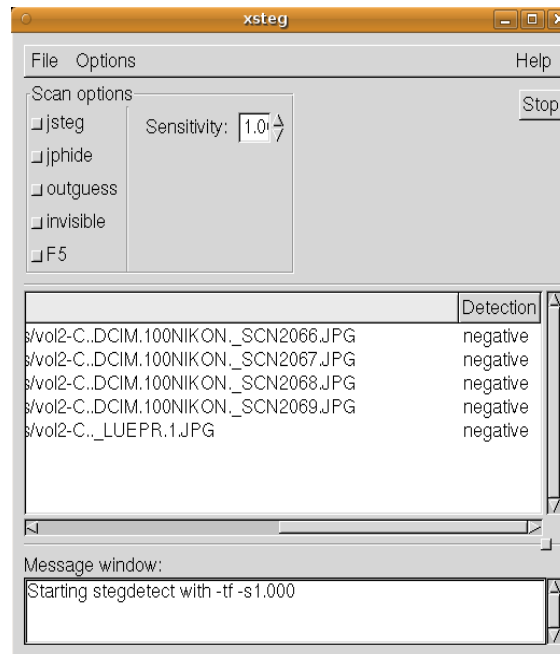 xsteg
File Options Help
Scan options
jsteg
Sensitivity: 1.0
Stop
jphide
outguess
invisible
F5
Detection
s/vol2-C..DCIM.100NIKON._SCN2066.JPG negative
s/vol2-C..DCIM.100NIKON._SCN2067.JPG negative
s/vol2-C..DCIM.100NIKON._SCN2068.JPG negative
s/vol2-C..DCIM.100NIKON._SCN2069.JPG negative
s/vol2-C.._LUEPR.1.JPG negative
Message window:
Starting stegdetect with -tf -s1.000